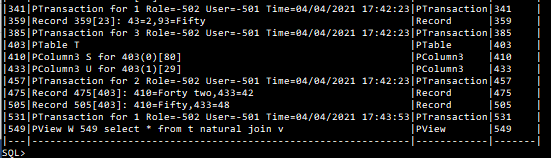 |341|PTransaction for 1 Role=-502 User=-501 Time=04/04/2021 17:42:23|PTransaction|341 |
|359|Record 359[23]: 43=2,93=Fifty |Record |359 |
|385|PTransaction for 3 Role=-502 User=-501 Time=04/04/2021 17:42:23|PTransaction|385 |
|403|PTable T |PTable |403 |
|410|PColumn3 S for 403(0)[80] |PColumn3 |410 |
|433|PColumn3 U for 403(1)[29] |PColumn3 |433 |
|457|PTransaction for 2 Role=-502 User=-501 Time=04/04/2021 17:42:23|PTransaction|457 |
|475|Record 475[403]: 410=Forty two,433=42 |Record |475 |
|505|Record 505[403]: 410=Fifty,433=48 |Record |505 |
|531|PTransaction for 1 Role=-502 User=-501 Time=04/04/2021 17:43:53|PTransaction|531 |
|549|PView W 549 select * from t natural join v |PView |549 |
|---|----------------------------------------------------------------|------------|-------|
SQL>